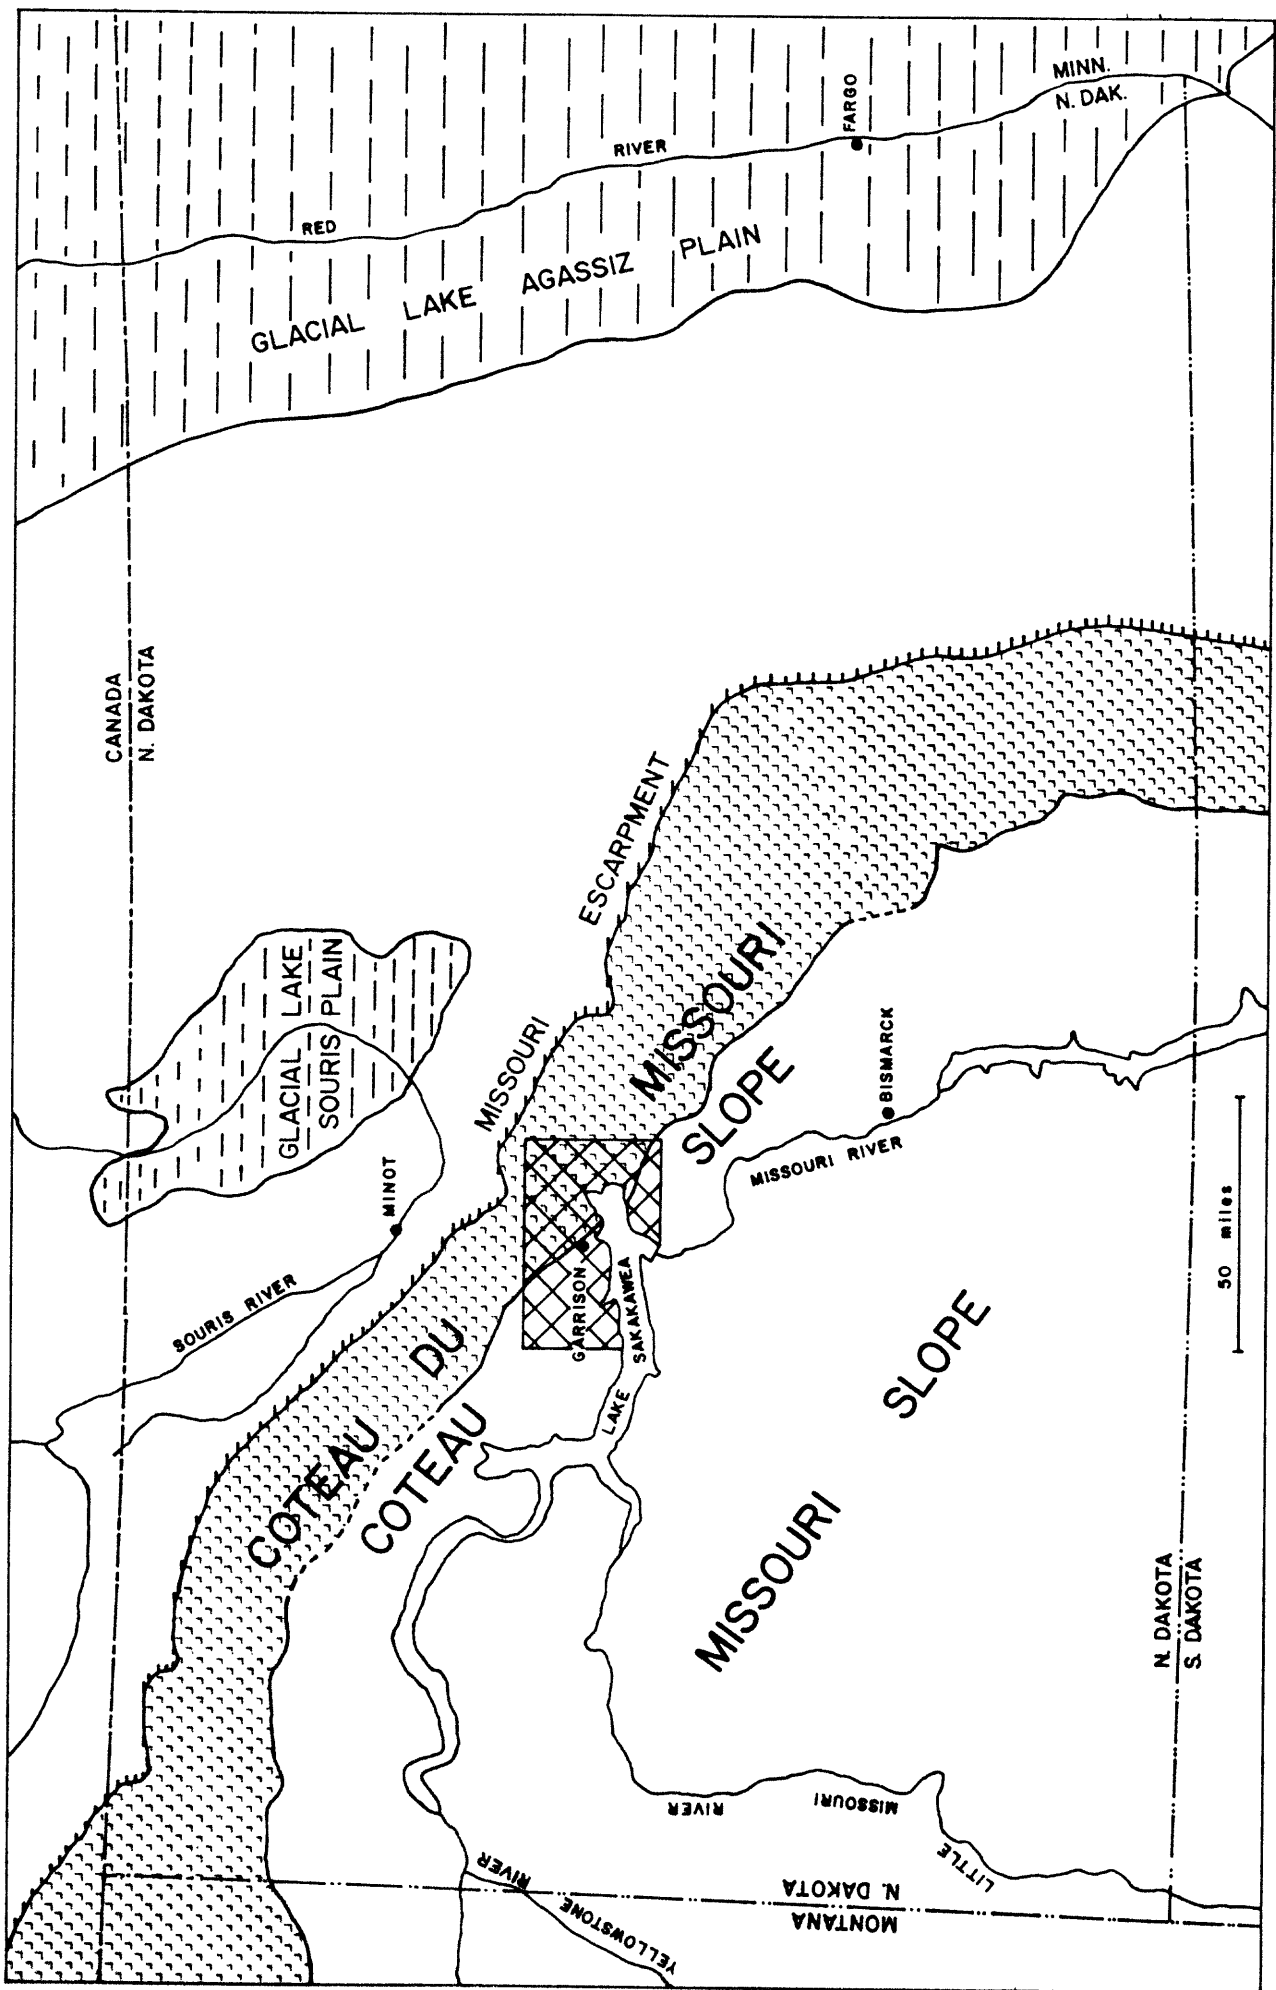 CANADA
N. DAKOTA
GLACIAL LAKE AGASSIZ PLAIN
RED RIVER
FARGO
MINN.
N. DAK.
GLACIAL LAKE
SOURIS PLAIN
SOURIS RIVER
MINOT
MISSOURI ESCARPMENT
COTEAU DU MISSOURI
COTEAU SLOPE
GARRISON
LAKE SAKAKAWEA
MISSOURI RIVER
BISMARCK
MISSOURI SLOPE
YELLOWSTONE RIVER
LITTLE MISSOURI RIVER
MONTANA
N. DAKOTA
N. DAKOTA
S. DAKOTA
50 miles